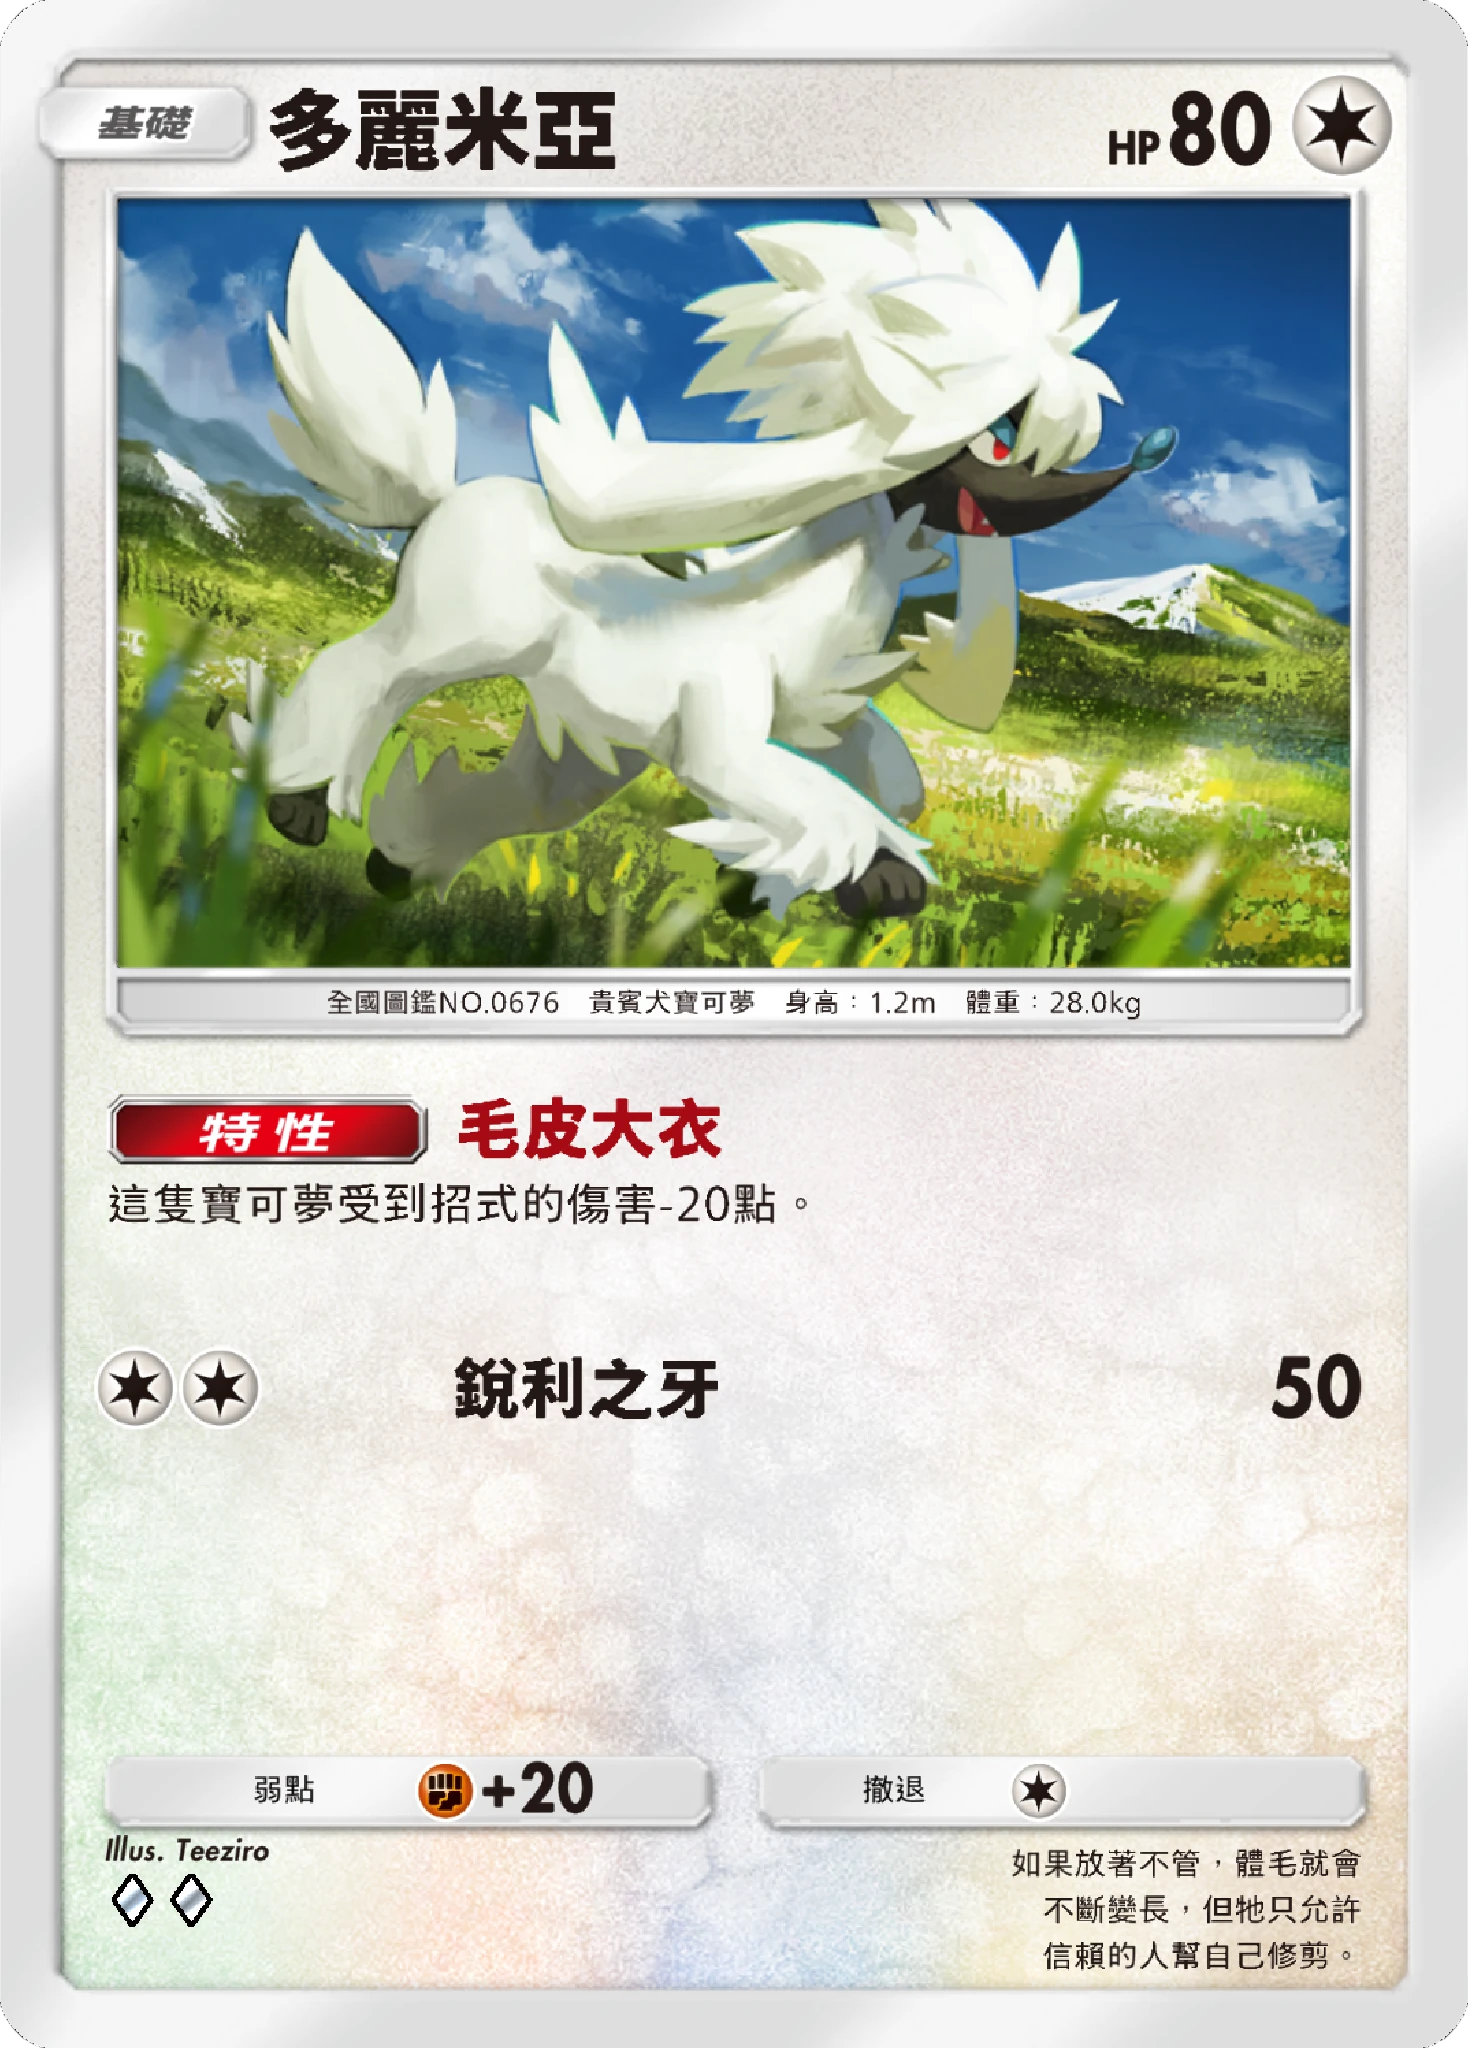 基礎
多麗米亞
HP80
全國圖鑑NO.0676 貴賓犬寶可夢 身高：1.2m 體重：28.0kg
特性 毛皮大衣
這隻寶可夢受到招式的傷害-20點。
銳利之牙 50
弱點 +20
撤退
Illus. Teeziro
如果放著不管，體毛就會
不斷變長，但牠只允許
信賴的人幫自己修剪。